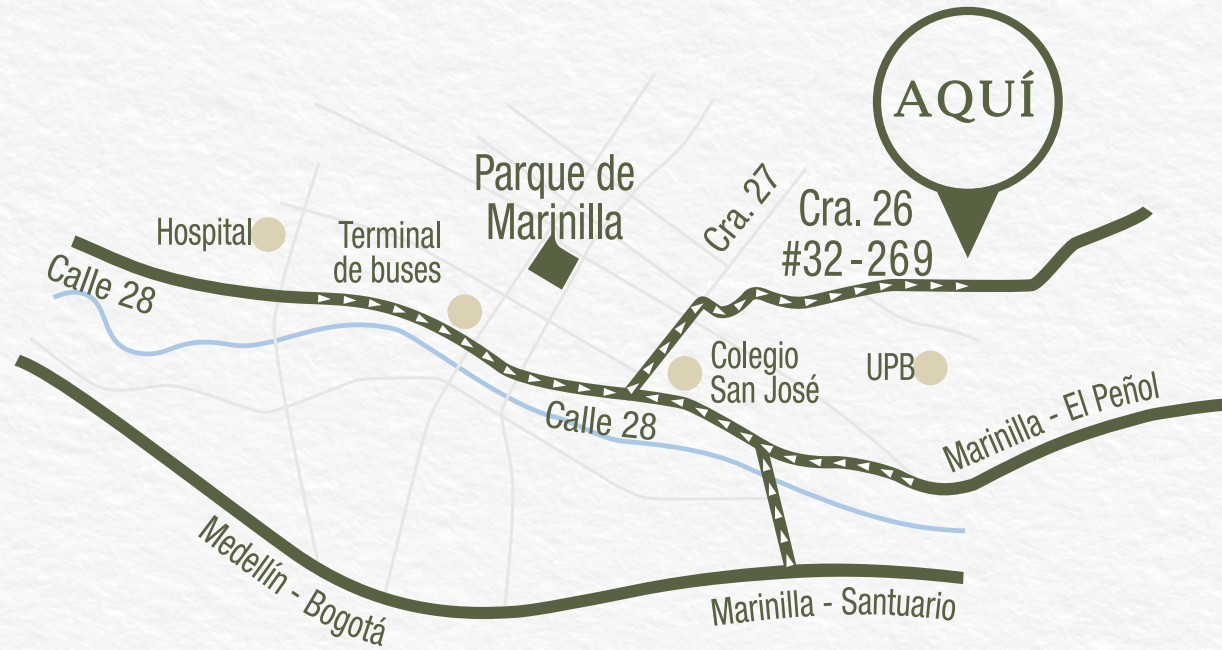 AQUÍ
Parque de
Marinilla
Cra. 27
Cra. 26
#32-269
Hospital
Terminal
de buses
Calle 28
Colegio
San José
UPB
Calle 28
Marinilla - El Peñol
Medellín - Bogotá
Marinilla - Santuario